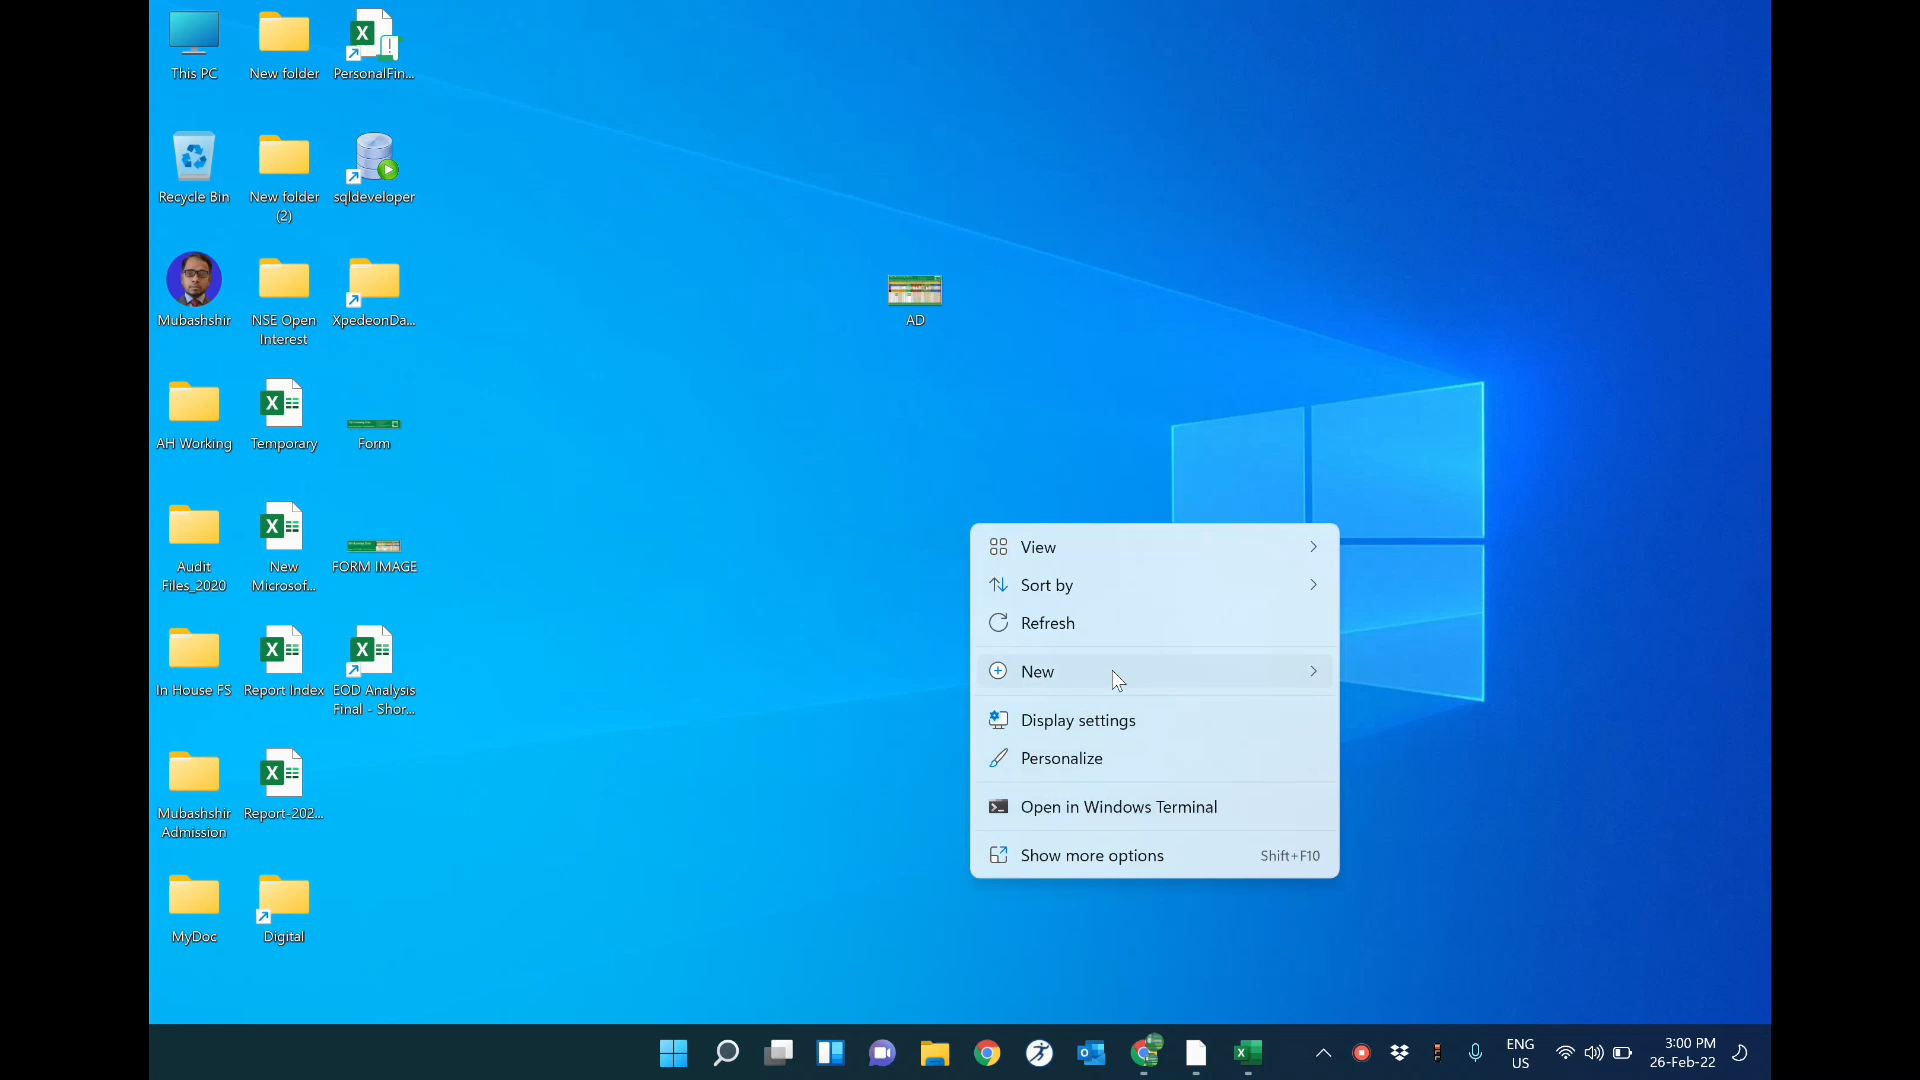 This PC
New folder
PersonalFin...
Recycle Bin
New folder
(2)
sqldeveloper
Mubashshir
NSE Open
Interest
XpedeonDa...
AD
AH Working
Temporary
Form
Audit
Files_2020
New
Microsof...
FORM IMAGE
In House FS
Report Index
EOD Analysis
Final - Shor...
Mubashshir
Admission
Report-202...
MyDoc
Digital
View
Sort by
Refresh
New
Display settings
Personalize
Open in Windows Terminal
Show more options Shift+F10
ENG
US
3:00 PM
26-Feb-22